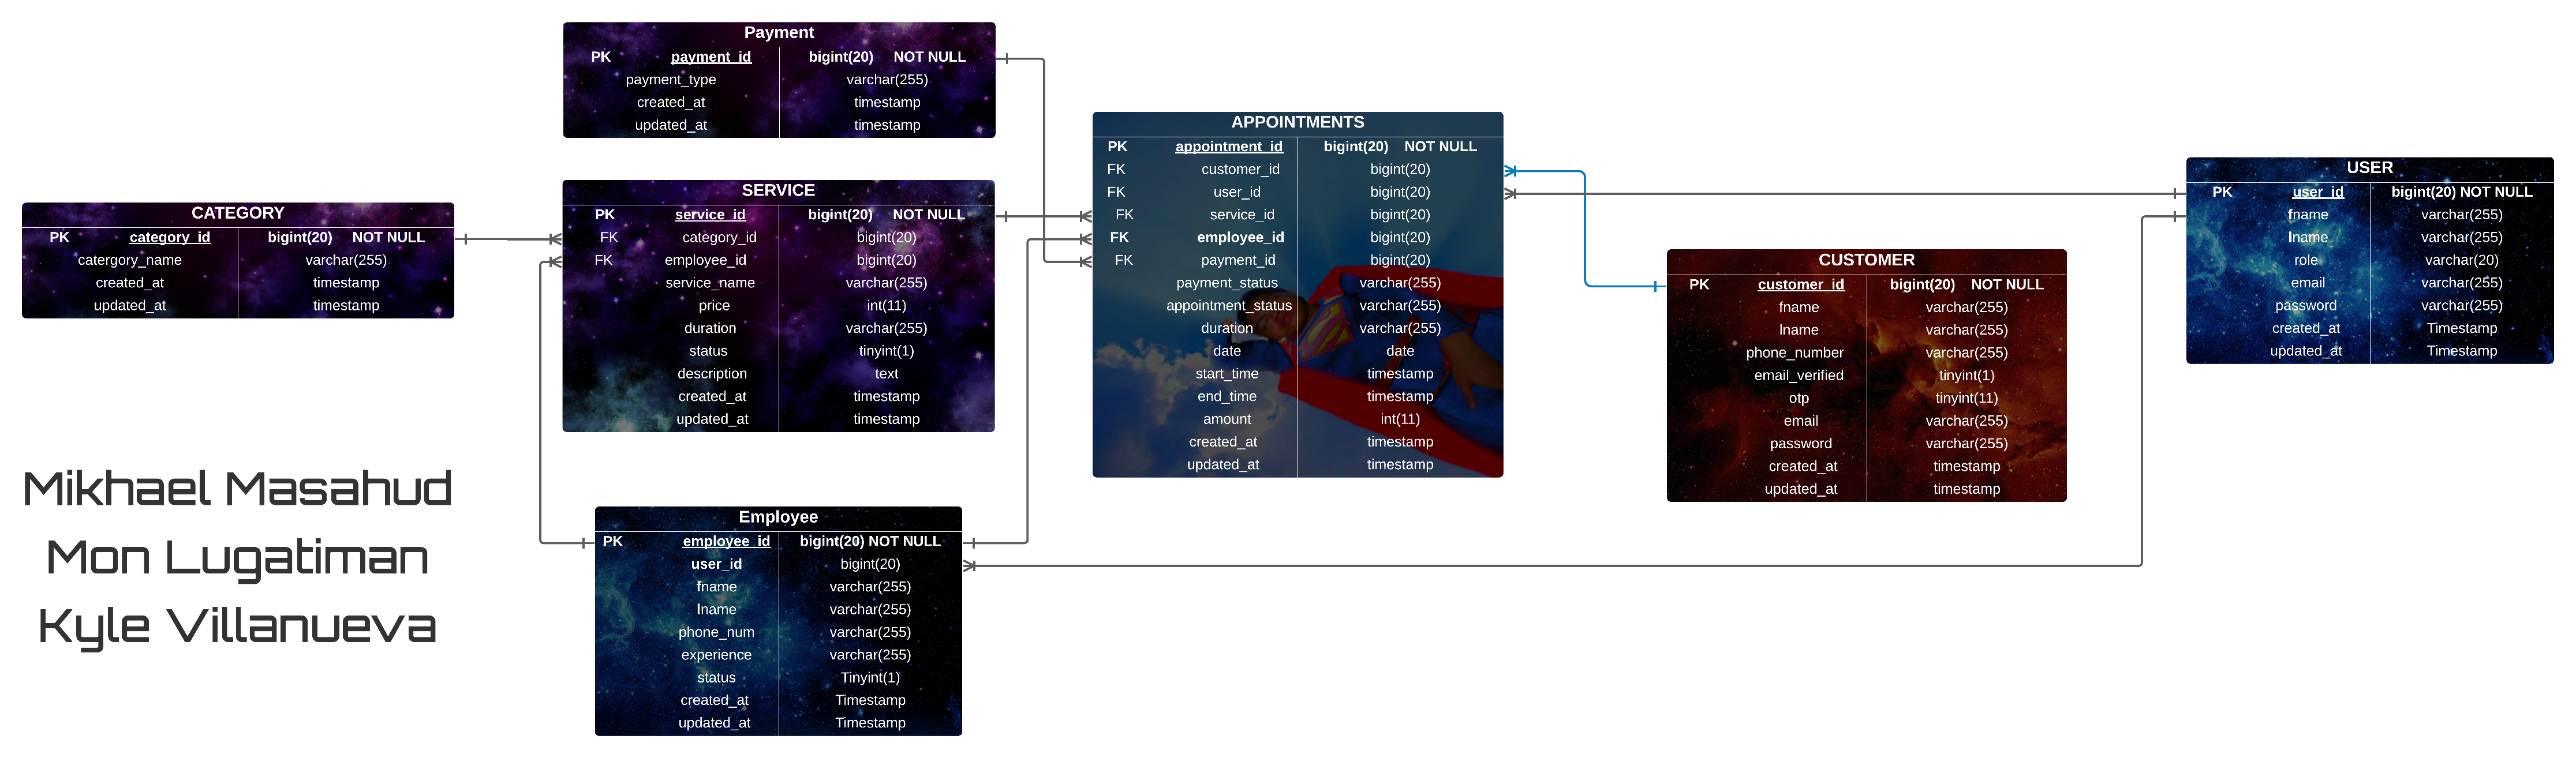 Payment
PK payment_id bigint(20) NOT NULL
payment_type varchar(255)
created_at timestamp
updated_at timestamp
SERVICE
PK service_id bigint(20) NOT NULL
FK category_id bigint(20)
FK employee_id bigint(20)
service_name varchar(255)
price int(11)
duration varchar(255)
status tinyint(1)
description text
created_at timestamp
updated_at timestamp
CATEGORY
PK category_id bigint(20) NOT NULL
catergory_name varchar(255)
created_at timestamp
updated_at timestamp
Mikhael Masahud
Mon Lugatiman
Kyle Villanueva
Employee
PK employee_id bigint(20) NOT NULL
user_id bigint(20)
fname varchar(255)
lname varchar(255)
phone_num varchar(255)
experience varchar(255)
status Tinyint(1)
created_at Timestamp
updated_at Timestamp
APPOINTMENTS
PK appointment_id bigint(20) NOT NULL
FK customer_id bigint(20)
FK user_id bigint(20)
FK service_id bigint(20)
FK employee_id bigint(20)
FK payment_id bigint(20)
payment_status varchar(255)
appointment_status varchar(255)
duration varchar(255)
date date
start_time timestamp
end_time timestamp
amount int(11)
created_at timestamp
updated_at timestamp
CUSTOMER
PK customer_id bigint(20) NOT NULL
fname varchar(255)
lname varchar(255)
phone_number varchar(255)
email_verified tinyint(1)
otp tinyint(11)
email varchar(255)
password varchar(255)
created_at timestamp
updated_at timestamp
USER
PK user_id bigint(20) NOT NULL
fname varchar(255)
lname varchar(255)
role varchar(20)
email varchar(255)
password varchar(255)
created_at Timestamp
updated_at Timestamp